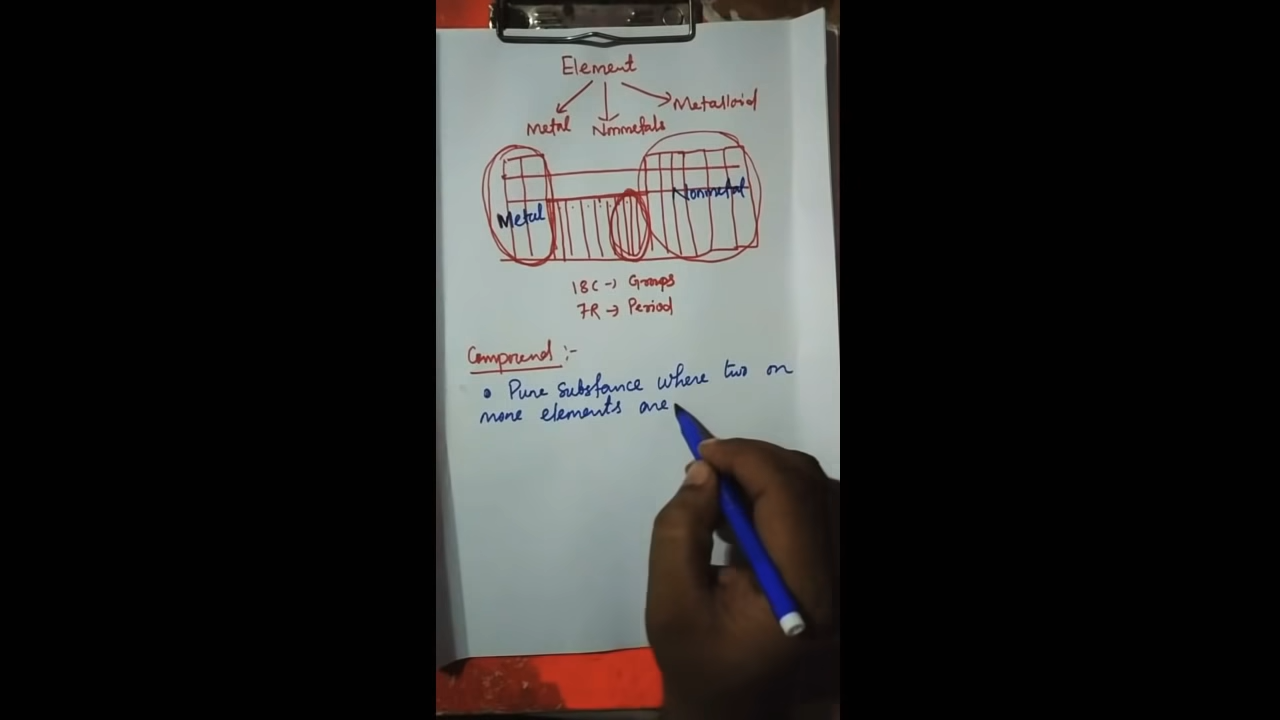 Element
Metal Nonmetals Metalloid
Metal Nonmetal
18C → Groups
7R → Period
Compound :-
• Pure substance where two or
more elements are